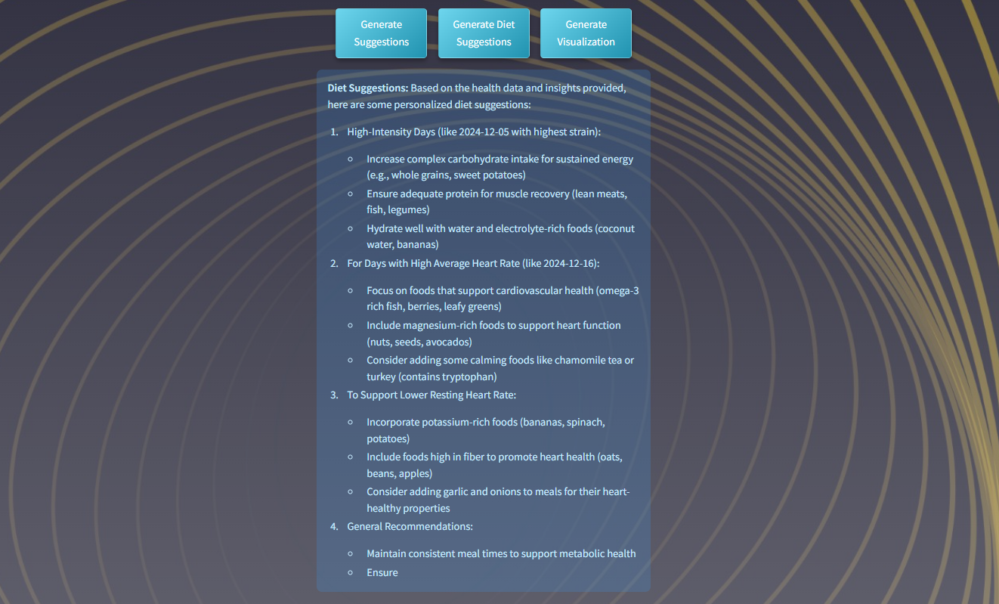 Generate
Suggestions
Generate Diet
Suggestions
Generate
Visualization
Diet Suggestions: Based on the health data and insights provided,
here are some personalized diet suggestions:
1. High-Intensity Days (like 2024-12-05 with highest strain):
○ Increase complex carbohydrate intake for sustained energy
(e.g., whole grains, sweet potatoes)
○ Ensure adequate protein for muscle recovery (lean meats,
fish, legumes)
○ Hydrate well with water and electrolyte-rich foods (coconut
water, bananas)
2. For Days with High Average Heart Rate (like 2024-12-16):
○ Focus on foods that support cardiovascular health (omega-3
rich fish, berries, leafy greens)
○ Include magnesium-rich foods to support heart function
(nuts, seeds, avocados)
○ Consider adding some calming foods like chamomile tea or
turkey (contains tryptophan)
3. To Support Lower Resting Heart Rate:
○ Incorporate potassium-rich foods (bananas, spinach,
potatoes)
○ Include foods high in fiber to promote heart health (oats,
beans, apples)
○ Consider adding garlic and onions to meals for their heart-
healthy properties
4. General Recommendations:
○ Maintain consistent meal times to support metabolic health
○ Ensure